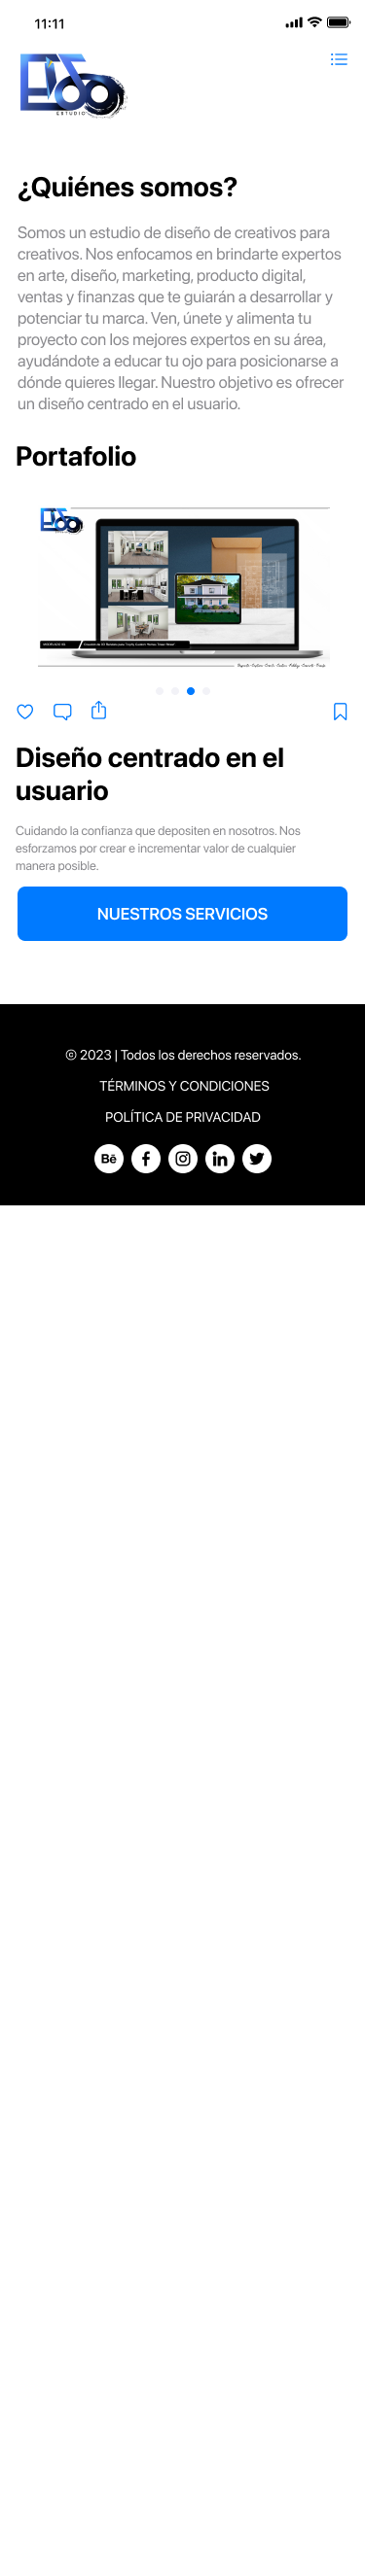 11:11
ESTUDIO
¿Quiénes somos?
Somos un estudio de diseño de creativos para
creativos. Nos enfocamos en brindarte expertos
en arte, diseño, marketing, producto digital,
ventas y finanzas que te guiarán a desarrollar y
potenciar tu marca. Ven, únete y alimenta tu
proyecto con los mejores expertos en su área,
ayudándote a educar tu ojo para posicionarse a
dónde quieres llegar. Nuestro objetivo es ofrecer
un diseño centrado en el usuario.
Portafolio
Diseño centrado en el
usuario
Cuidando la confianza que depositen en nosotros. Nos
esforzamos por crear e incrementar valor de cualquier
manera posible.
NUESTROS SERVICIOS
© 2023 | Todos los derechos reservados.
TÉRMINOS Y CONDICIONES
POLÍTICA DE PRIVACIDAD